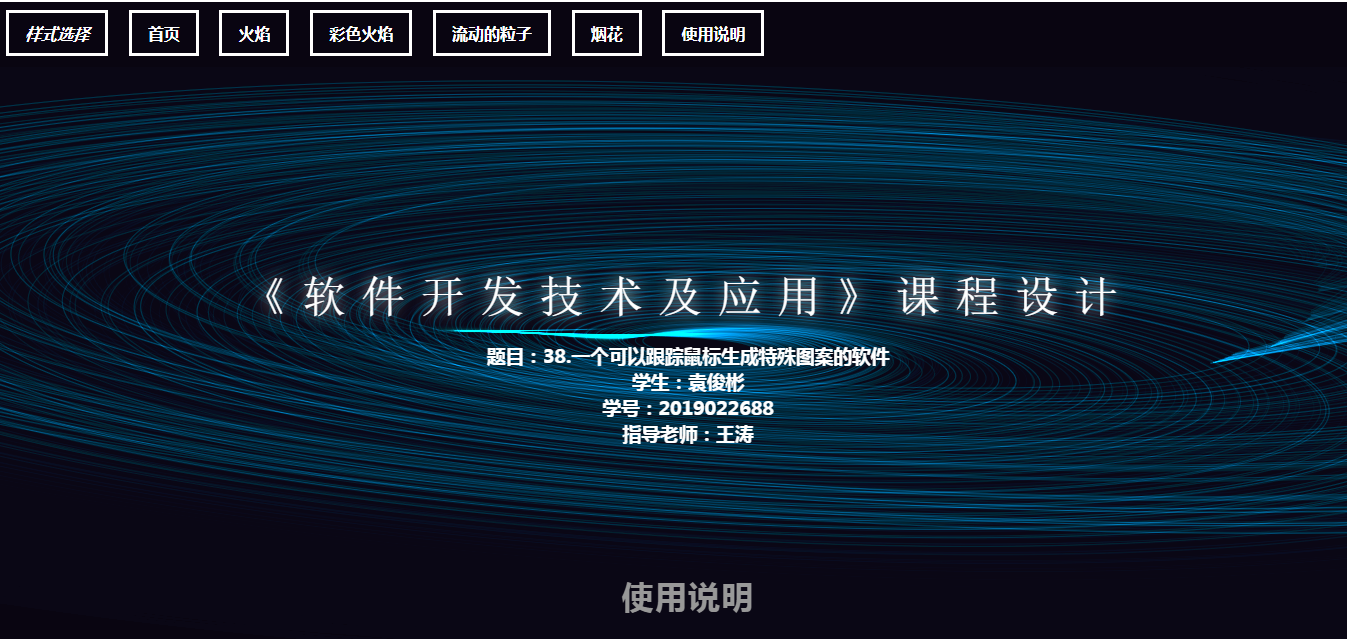 样式选择 首页 火焰 彩色火焰 流动的粒子 烟花 使用说明
《软件开发技术及应用》课程设计
题目：38.一个可以跟踪鼠标生成特殊图案的软件
学生：袁俊彬
学号：2019022688
指导老师：王涛
使用说明